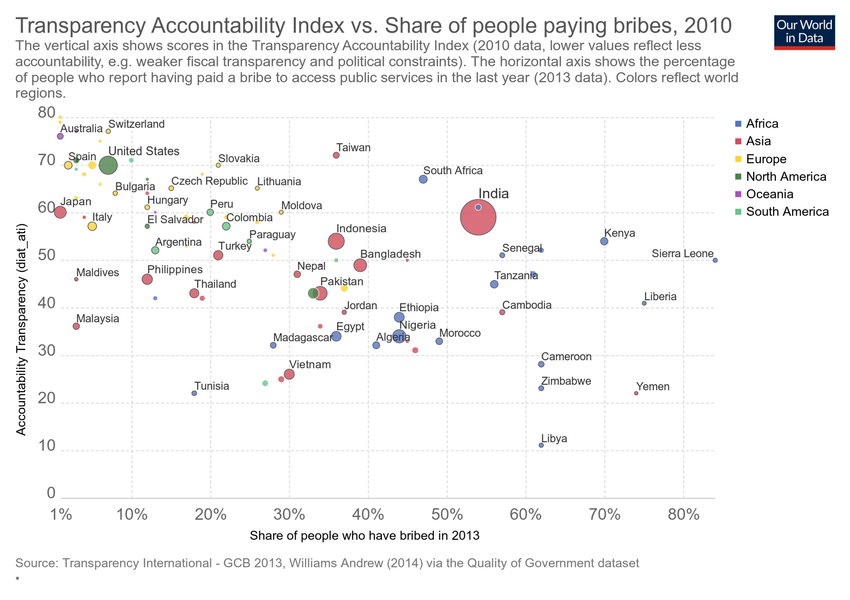 Transparency Accountability Index vs. Share of people paying bribes, 2010
Our World
in Data
The vertical axis shows scores in the Transparency Accountability Index (2010 data, lower values reflect less
accountability, e.g. weaker fiscal transparency and political constraints). The horizontal axis shows the percentage
of people who report having paid a bribe to access public services in the last year (2013 data). Colors reflect world
regions.
Accountability Transparency (diat_ati)
80
70
60
50
40
30
20
10
0
Australia
Switzerland
Spain
United States
Taiwan
Slovakia
South Africa
Bulgaria
Czech Republic
Lithuania
India
Japan
Hungary
Peru
Moldova
Italy
El Salvador
Colombia
Indonesia
Kenya
Argentina
Turkey
Paraguay
Senegal
Sierra Leone
Bangladesh
Maldives
Philippines
Nepal
Tanzania
Thailand
Pakistan
Liberia
Jordan
Ethiopia
Cambodia
Malaysia
Madagascar
Egypt
Algeria
Nigeria
Morocco
Vietnam
Cameroon
Tunisia
Zimbabwe
Yemen
Libya
1%
10%
20%
30%
40%
50%
60%
70%
80%
Share of people who have bribed in 2013
Africa
Asia
Europe
North America
Oceania
South America
Source: Transparency International - GCB 2013, Williams Andrew (2014) via the Quality of Government dataset
•